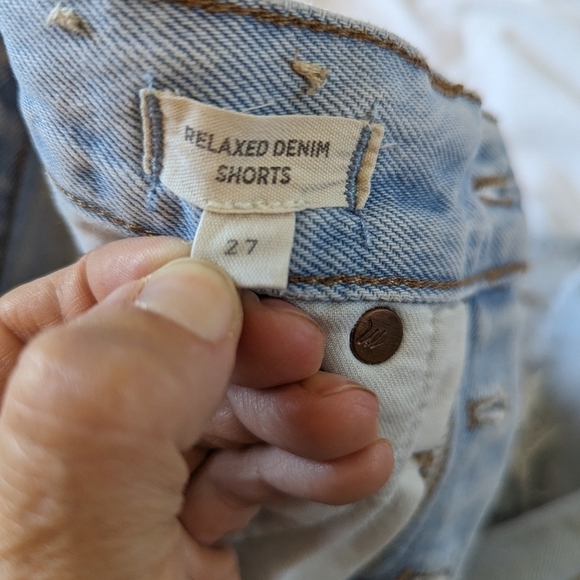 RELAXED DENIM
SHORTS
27
M